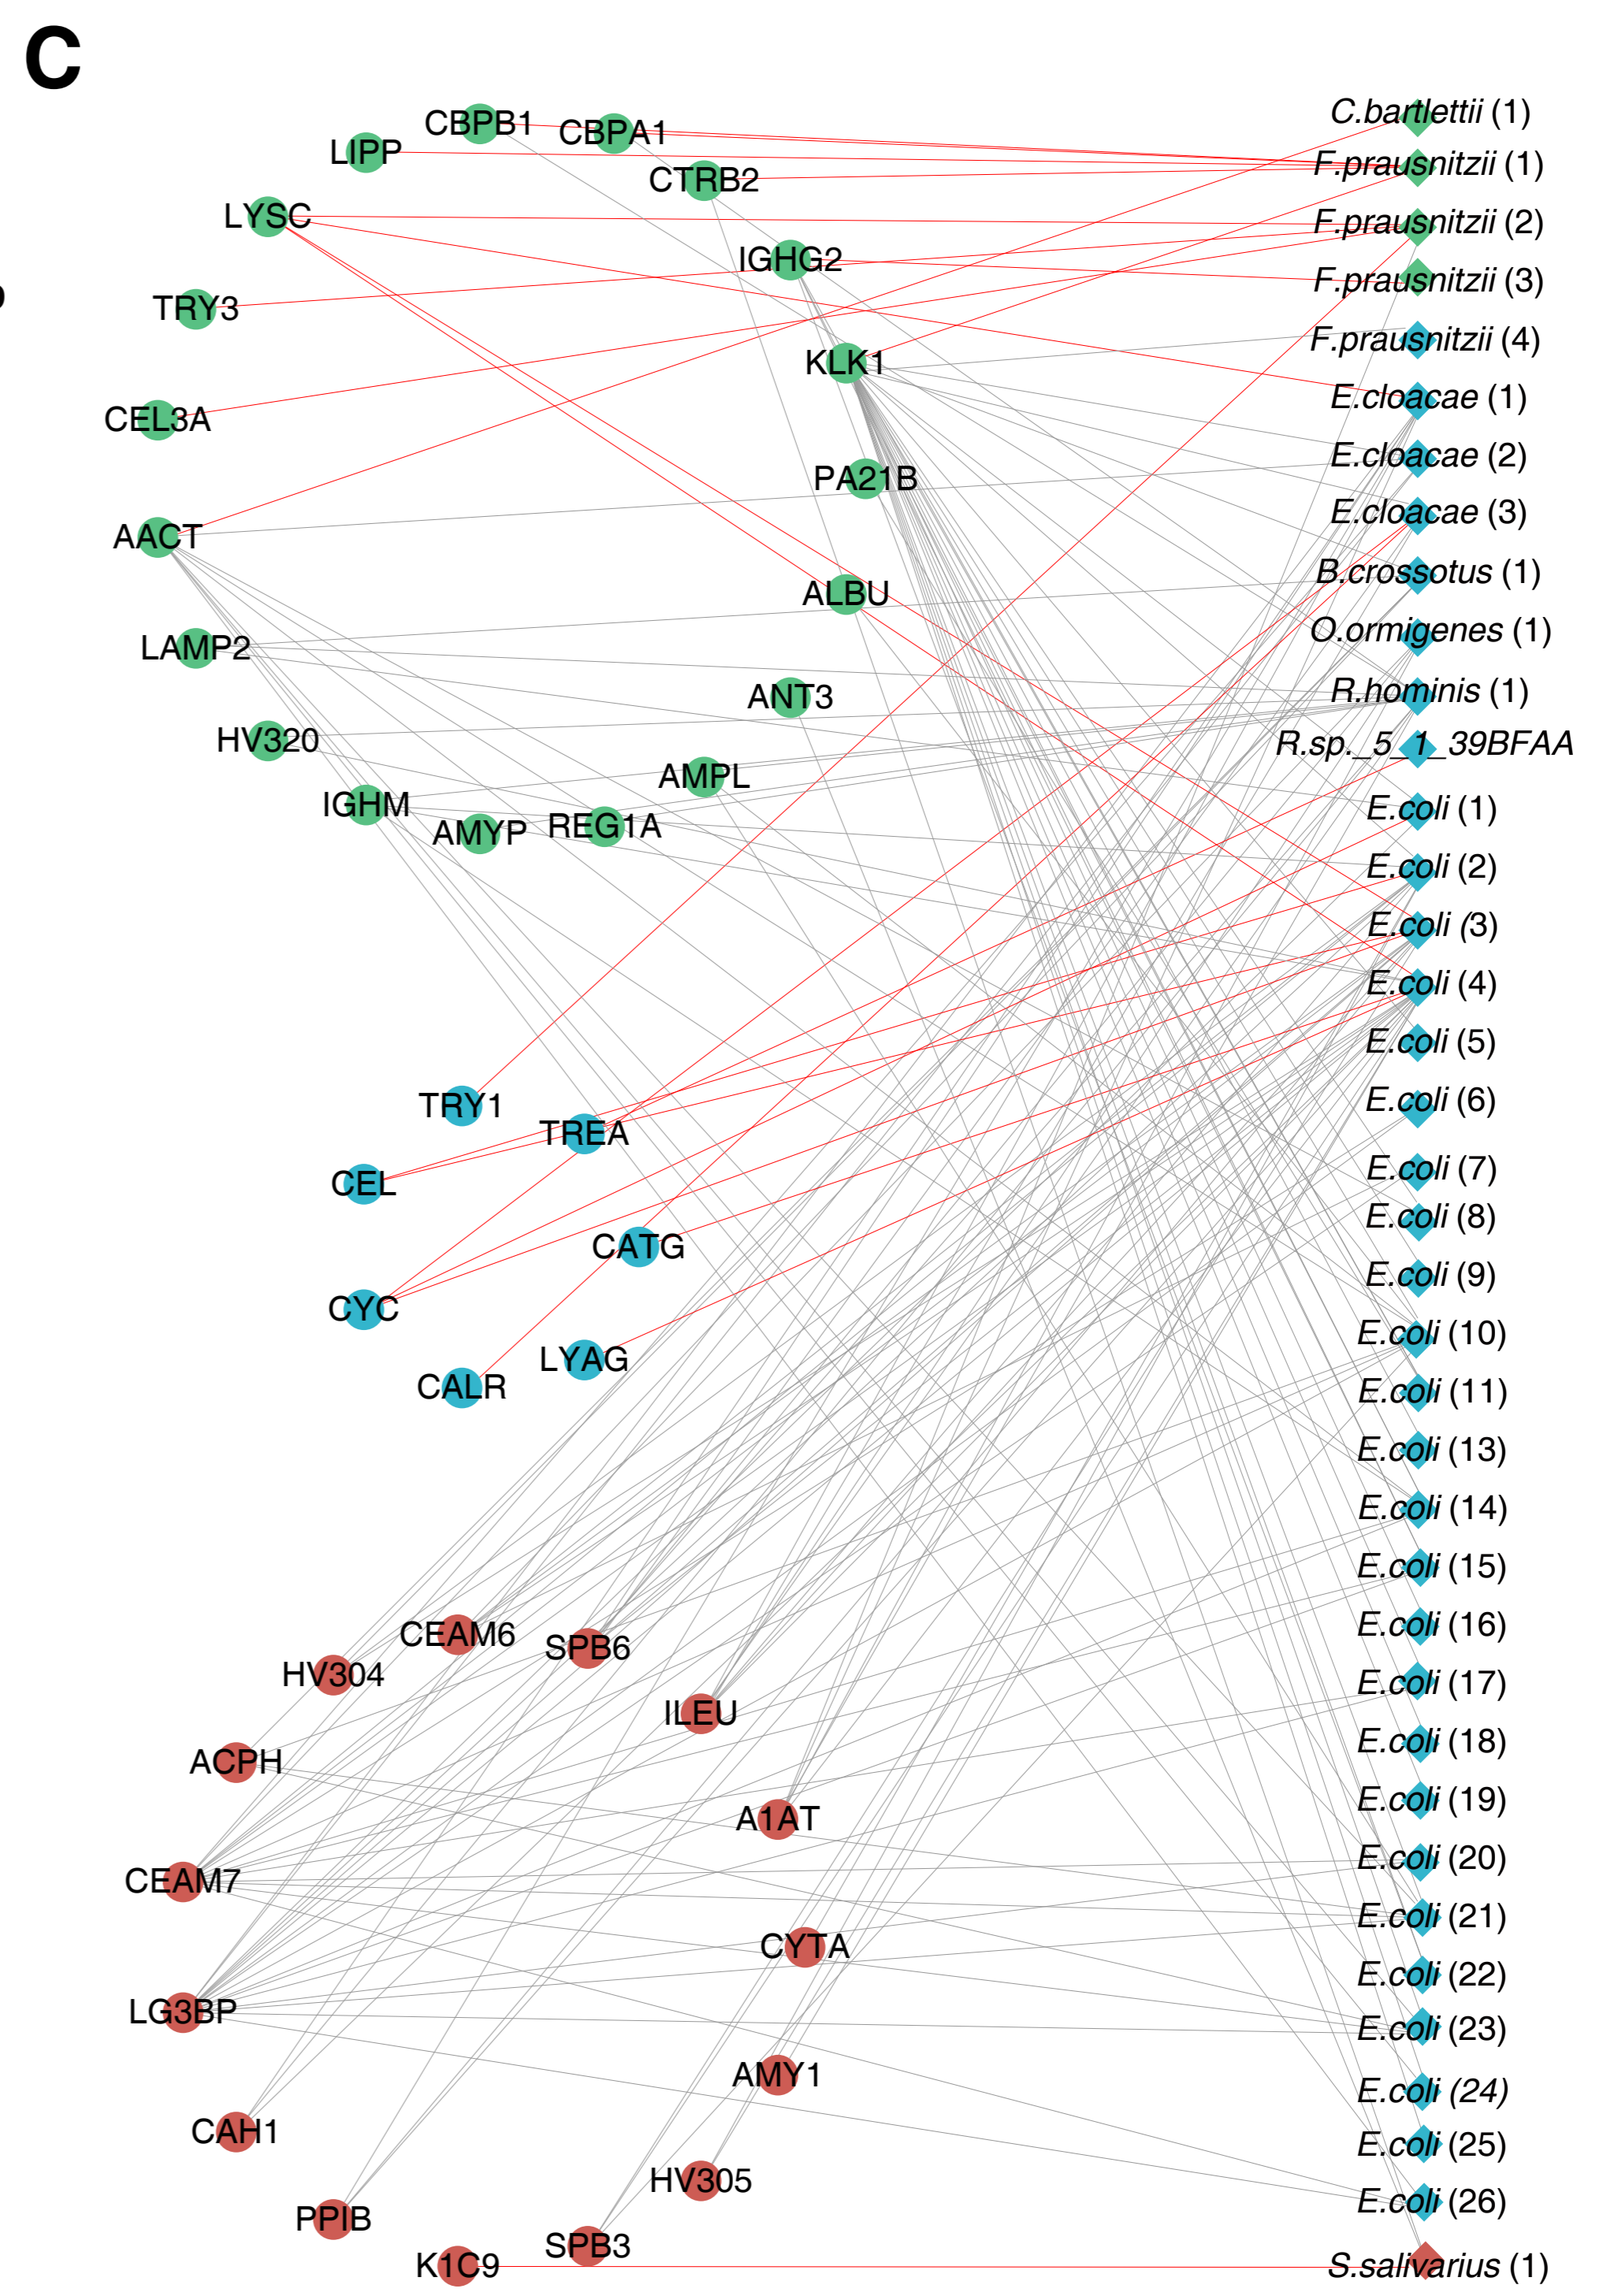 C
CBPB1
CBPA1
LIPP
CTRB2
LYSC
IGHG2
TRY3
KLK1
CEL3A
PA21B
AACT
ALBU
LAMP2
ANT3
HV320
AMPL
IGHM
AMYP
REG1A
TRY1
TREA
CEL
CATG
CYC
LYAG
CALR
CEAM6
SPB6
HV304
ILEU
ACPH
A1AT
CEAM7
CYTA
LG3BP
AMY1
CAH1
HV305
PPIB
SPB3
K1C9
C.bartlettii (1)
F.prausnitzii (1)
F.prausnitzii (2)
F.prausnitzii (3)
F.prausnitzii (4)
E.cloacae (1)
E.cloacae (2)
E.cloacae (3)
B.crossotus (1)
O.ormigenes (1)
R.hominis (1)
R.sp._5_1_39BFAA
E.coli (1)
E.coli (2)
E.coli (3)
E.coli (4)
E.coli (5)
E.coli (6)
E.coli (7)
E.coli (8)
E.coli (9)
E.coli (10)
E.coli (11)
E.coli (13)
E.coli (14)
E.coli (15)
E.coli (16)
E.coli (17)
E.coli (18)
E.coli (19)
E.coli (20)
E.coli (21)
E.coli (22)
E.coli (23)
E.coli (24)
E.coli (25)
E.coli (26)
S.salivarius (1)